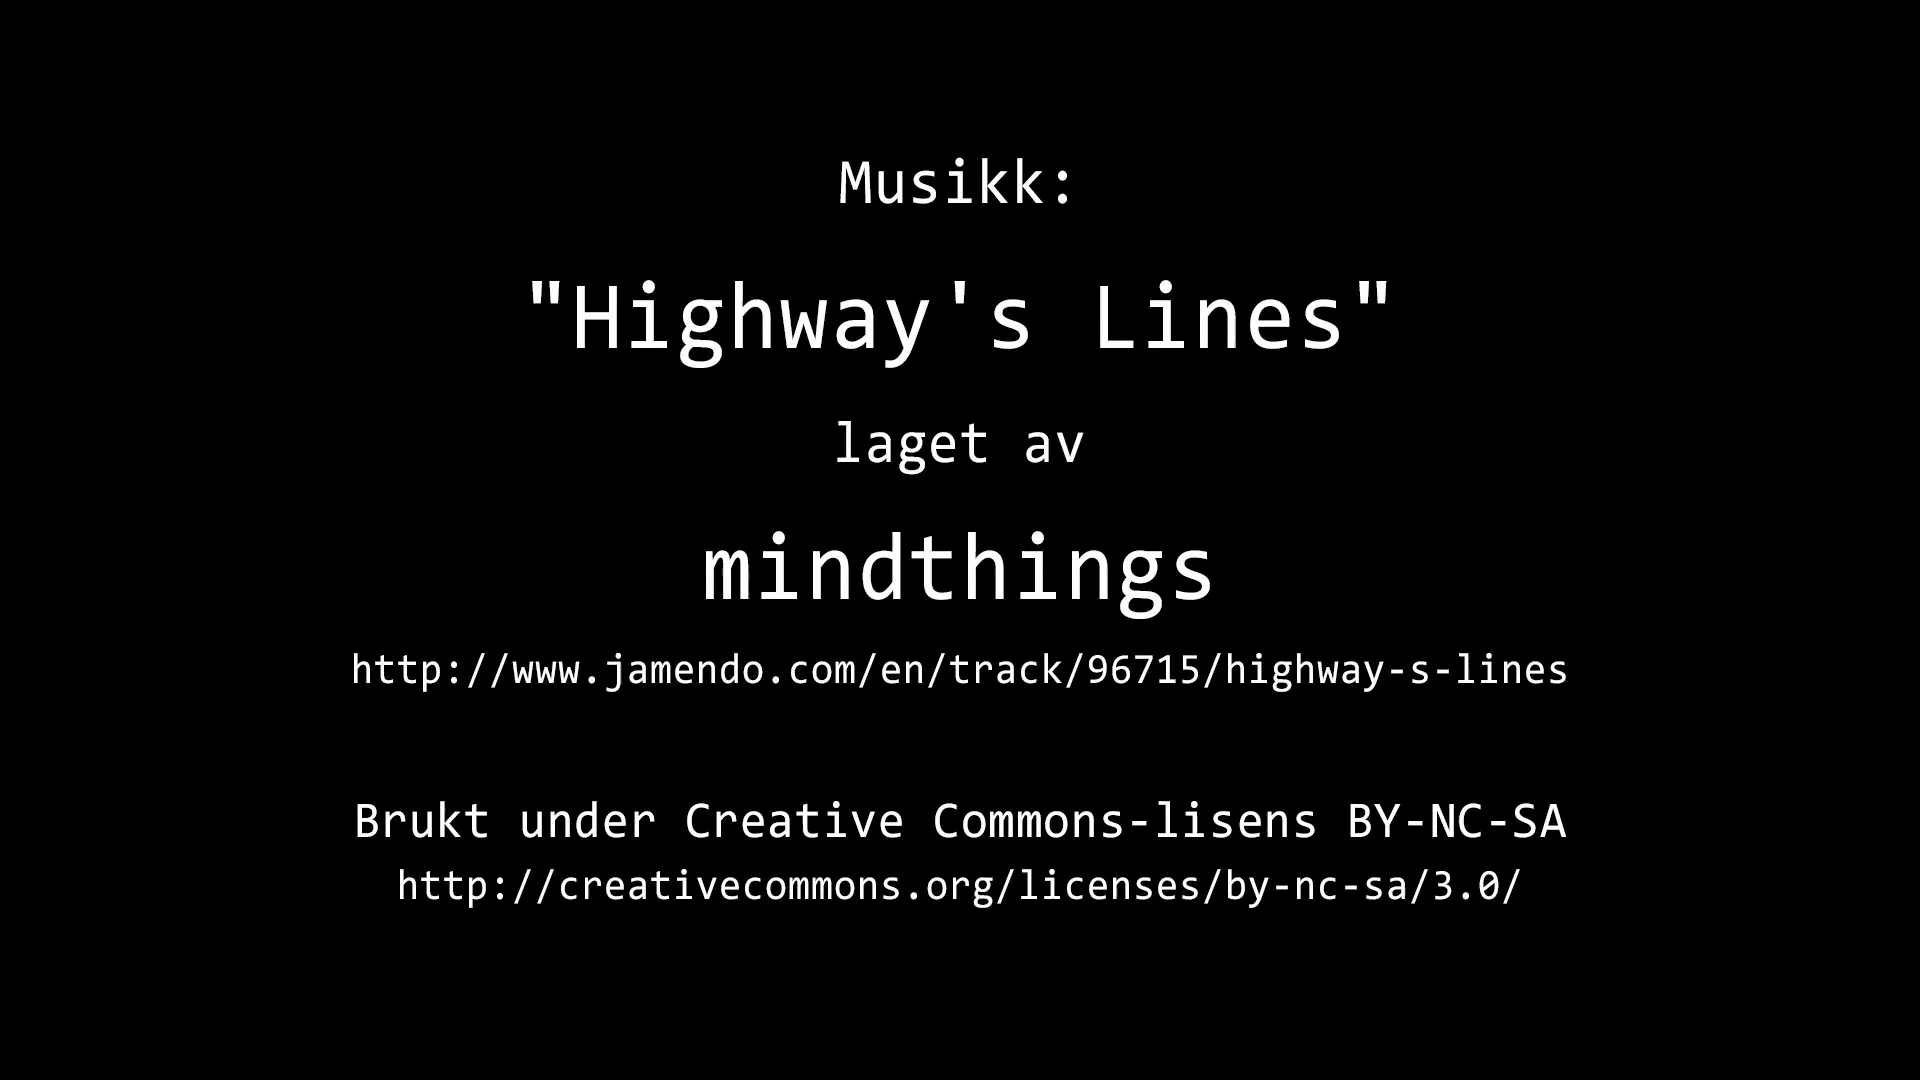 Musikk:
"Highway's Lines"
laget av
mindthings
http://www.jamendo.com/en/track/96715/highway-s-lines
Brukt under Creative Commons-lisens BY-NC-SA
http://creativecommons.org/licenses/by-nc-sa/3.0/